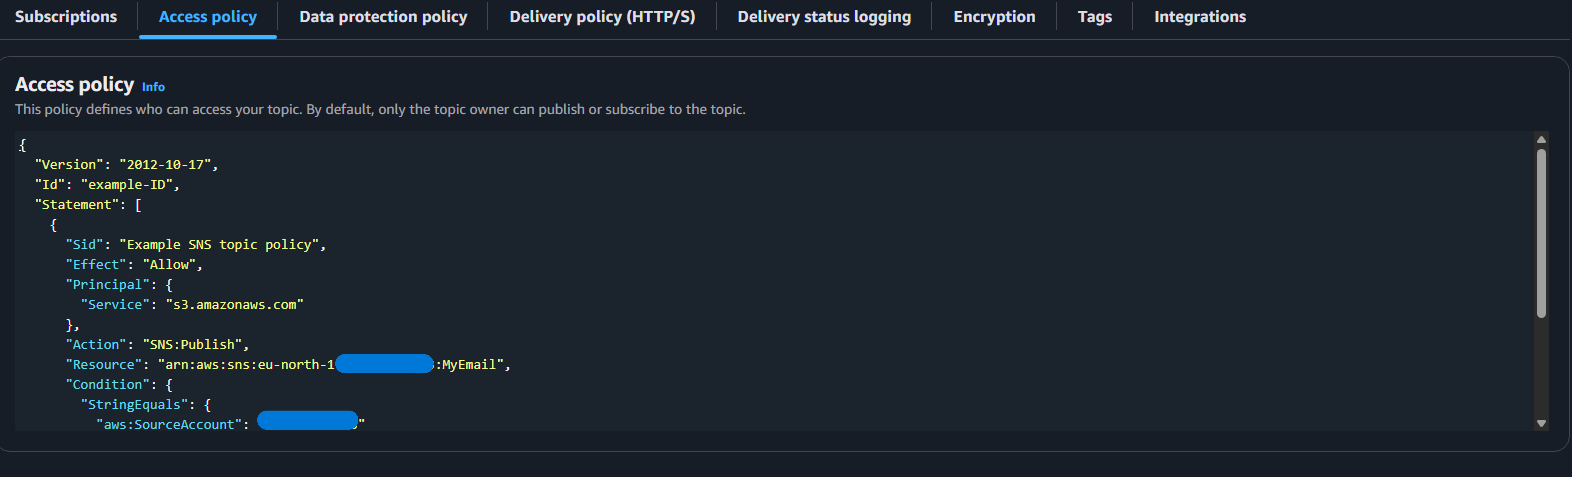 Subscriptions Access policy Data protection policy Delivery policy (HTTP/S) Delivery status logging Encryption Tags Integrations
Access policy Info
This policy defines who can access your topic. By default, only the topic owner can publish or subscribe to the topic.
{
"Version": "2012-10-17",
"Id": "example-ID",
"Statement": [
{
"Sid": "Example SNS topic policy",
"Effect": "Allow",
"Principal": {
"Service": "s3.amazonaws.com"
},
"Action": "SNS:Publish",
"Resource": "arn:aws:sns:eu-north-1 :MyEmail",
"Condition": {
"StringEquals": {
"aws:SourceAccount": "